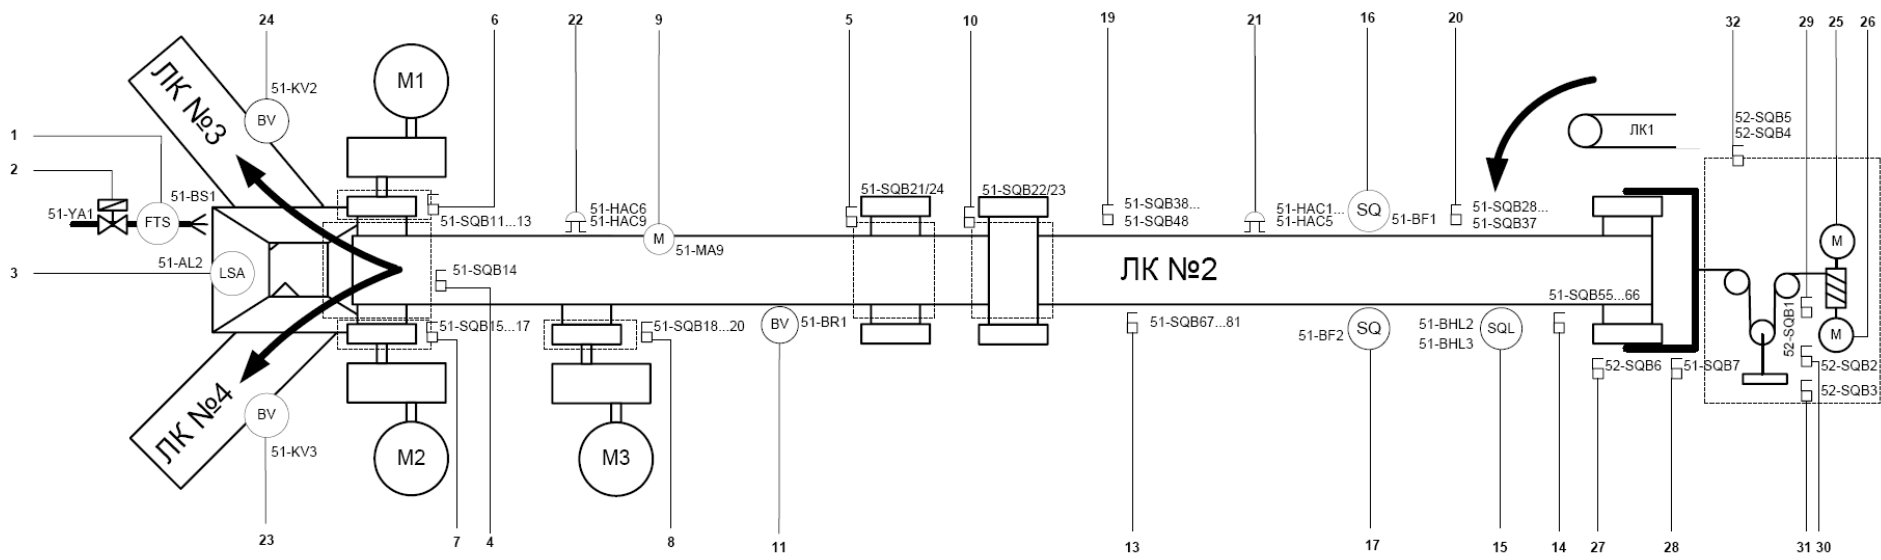 24
6
22
9
5
10
19
21
16
20
32
29
25
26
ЛК №3
51-KV2
BV
M1
1
2
51-YA1
FTS
51-BS1
51-AL2
LSA
3
51-SQB11...13
51-HAC6
51-HAC9
M
51-MA9
51-SQB21/24
51-SQB22/23
51-SQB38...
51-SQB48
51-HAC1...
51-HAC5
SQ
51-BF1
51-SQB28...
51-SQB37
ЛК1
52-SQB5
52-SQB4
M
51-SQB14
ЛК №2
51-SQB55...66
51-SQB15...17
51-SQB18...20
BV
51-BR1
51-SQB67...81
51-BF2
SQ
51-BHL2
51-BHL3
SQL
52-SQB1
M
52-SQB6
51-SQB7
52-SQB2
52-SQB3
ЛК №4
BV
51-KV3
M2
M3
23
7
4
8
11
13
17
15
14
27
28
31
30